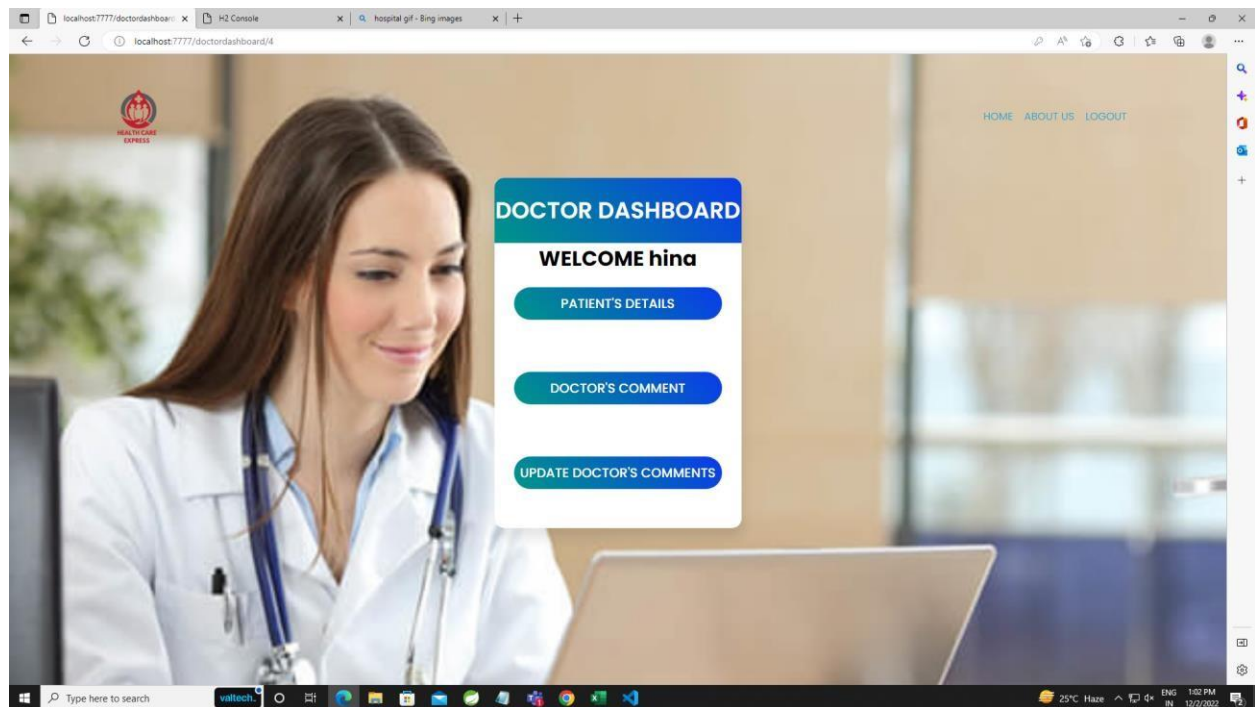 localhost:7777/doctordashboard
H2 Console
hospital gif - Bing images
localhost:7777/doctordashboard/4
HEALTH CARE
EXPRESS
HOME ABOUT US LOGOUT
DOCTOR DASHBOARD
WELCOME hina
PATIENT'S DETAILS
DOCTOR'S COMMENT
UPDATE DOCTOR'S COMMENTS
Type here to search
valtech.
25°C Haze
ENG
IN
1:02 PM
12/2/2022